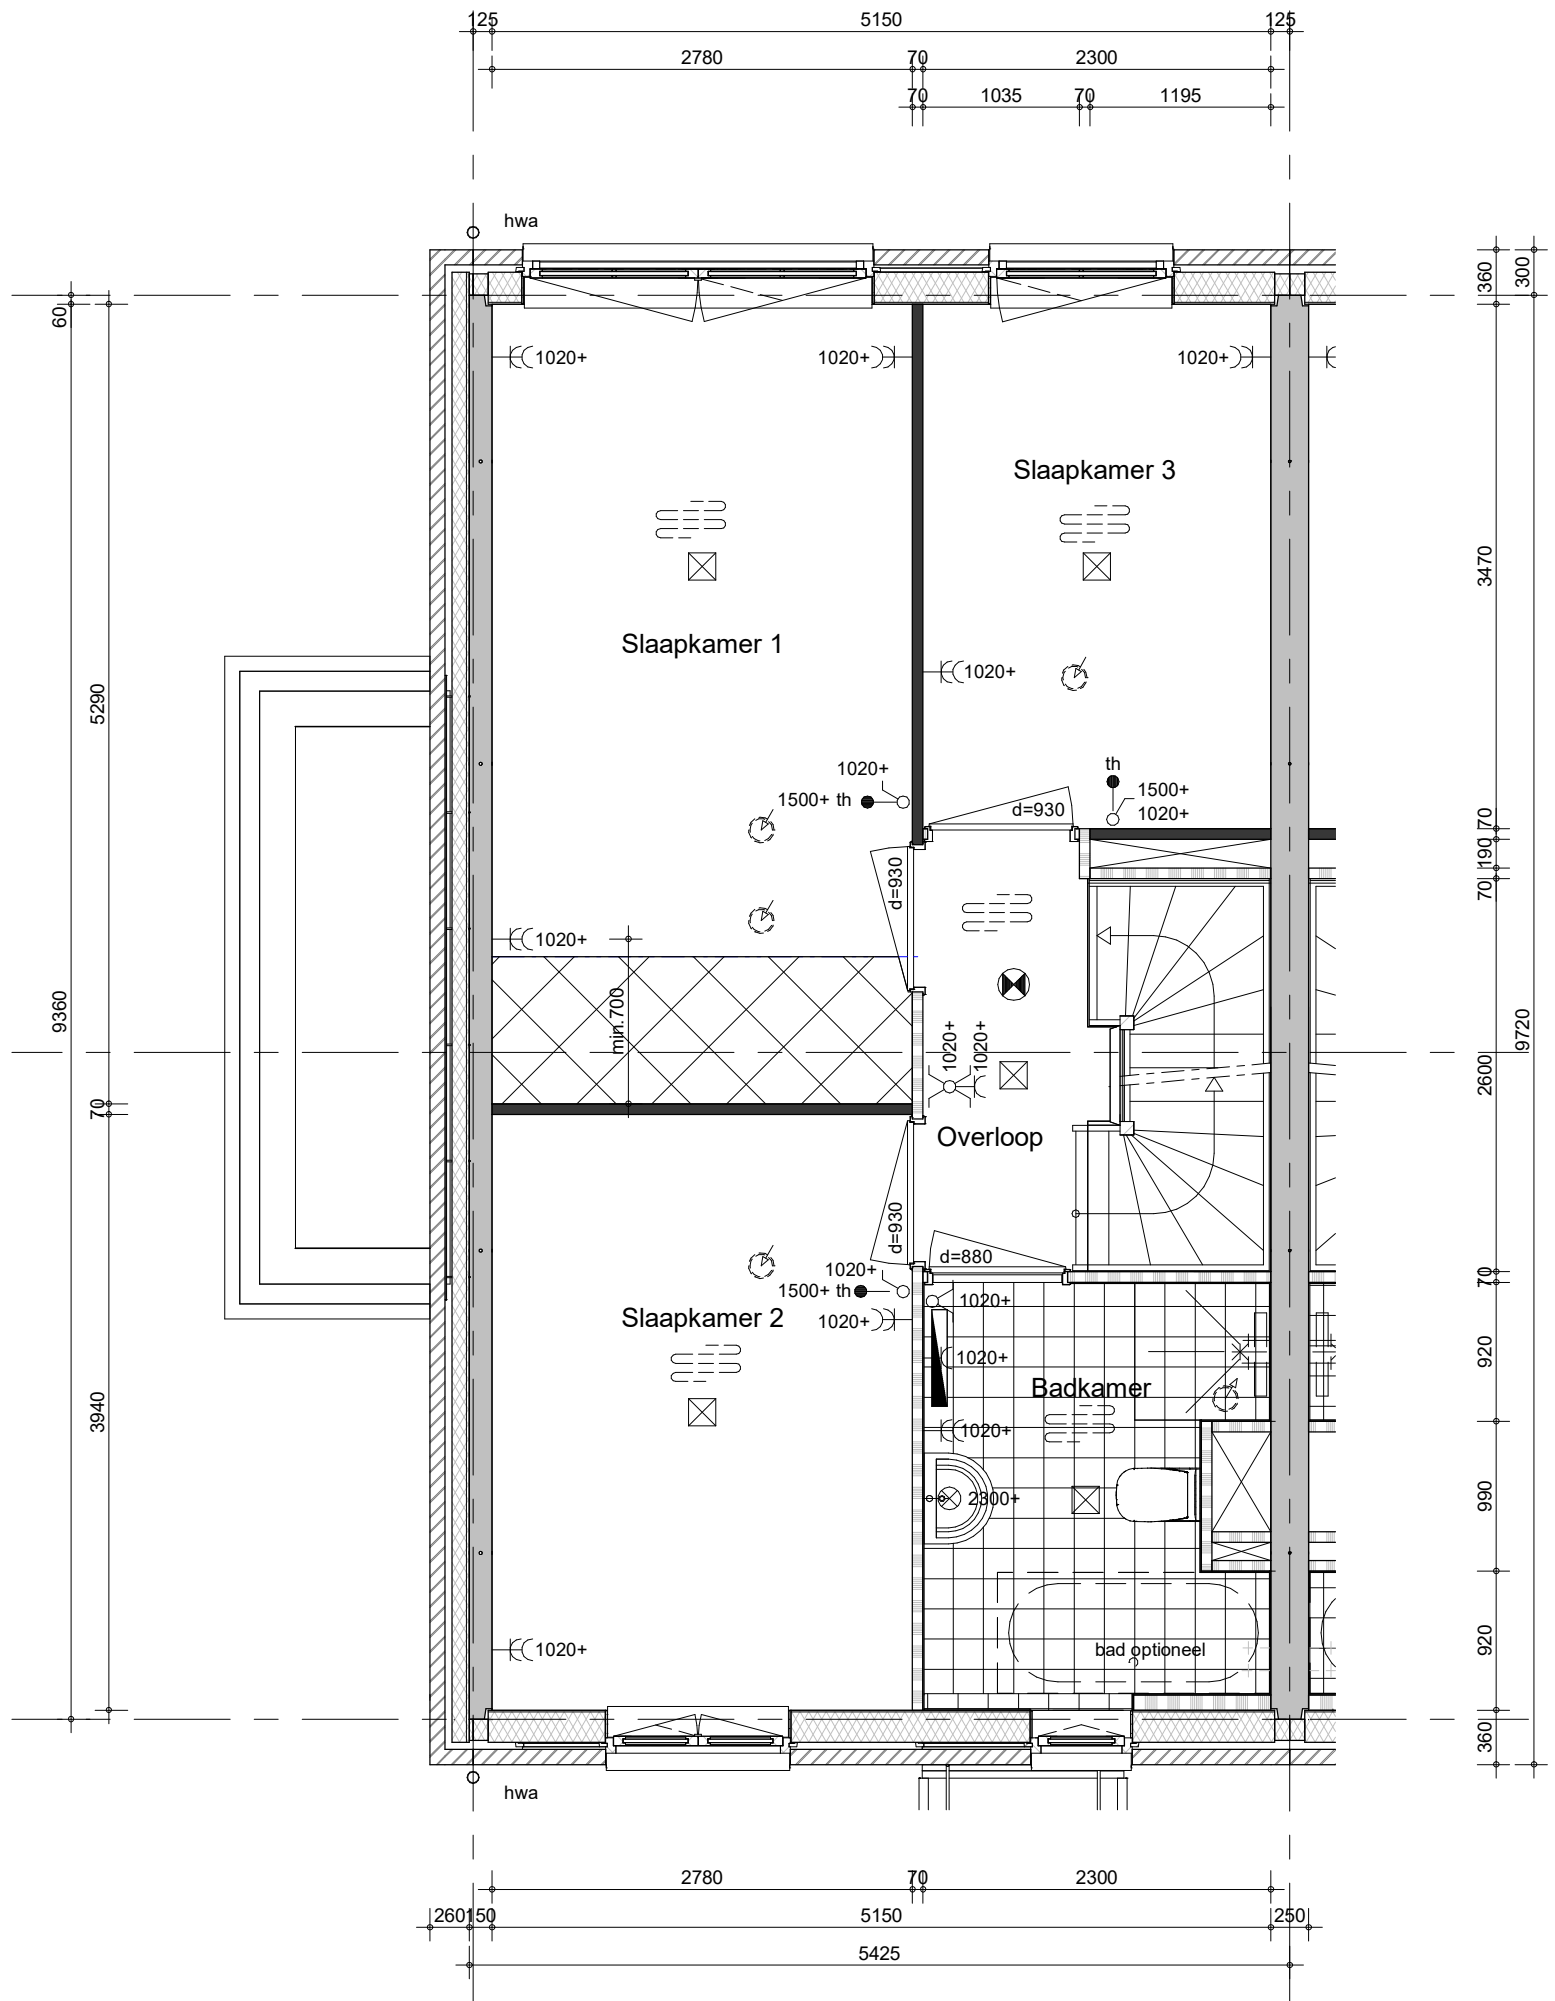 125 5150 125
2780 70 2300
70 1035 70 1195
hwa
360 300
60
1020+ 1020+ 1020+
Slaapkamer 3
3470
Slaapkamer 1
1020+
5290
1020+ th
1500+ th 1500+
d=930 1020+
70
190
70
d=930
1020+
min.700
9360 9720
1020+ 1020+
2600
70
Overloop
d=930
d=880
1020+
1500+ th 1020+
70
Slaapkamer 2
1020+
920
1020+
Badkamer
3940
1020+
2300+
990
bad optioneel
920
1020+
360
hwa
2780 70 2300
260 150 5150 250
5425